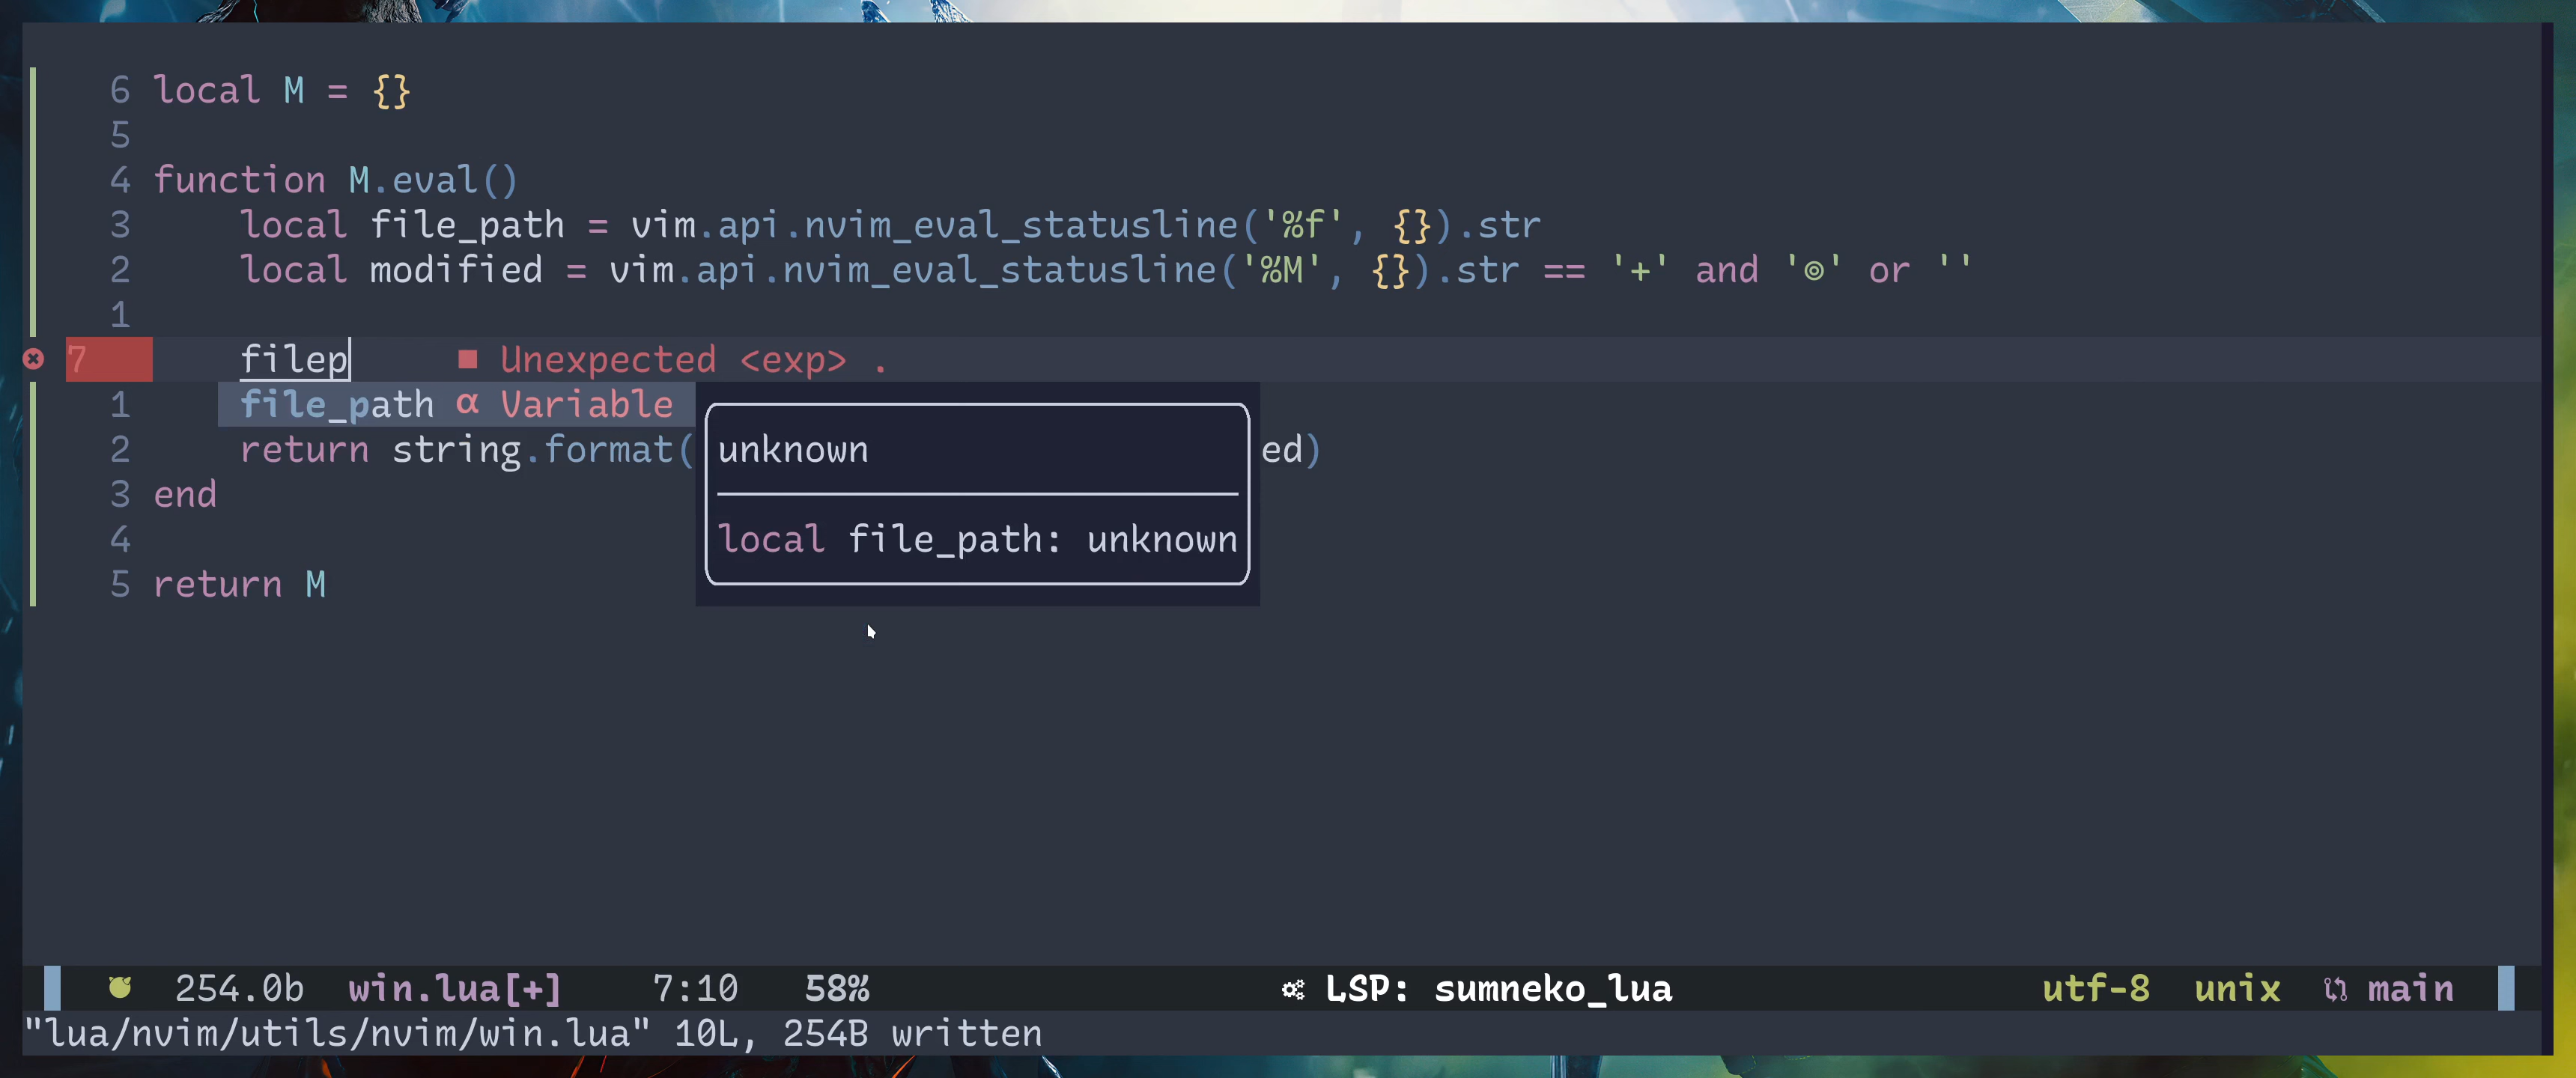 6 local M = {}
5
4 function M.eval()
3 local file_path = vim.api.nvim_eval_statusline('%f', {}).str
2 local modified = vim.api.nvim_eval_statusline('%M', {}).str == '+' and '⊚' or ''
1
7 filep ■ Unexpected <exp> .
1 file_path α Variable
unknown
2 return string.format( ed)
3 end
local file_path: unknown
4
5 return M
254.0b win.lua[+] 7:10 58% LSP: sumneko_lua utf-8 unix main
"lua/nvim/utils/nvim/win.lua" 10L, 254B written